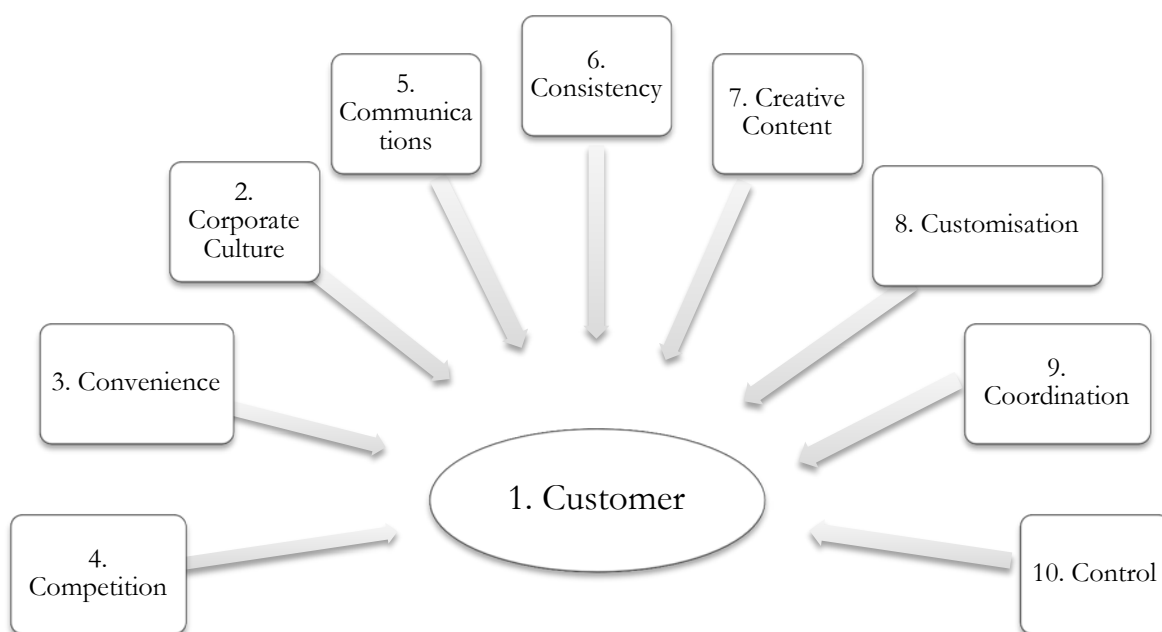 6.
Consistency
5.
Communica
tions
7. Creative
Content
2.
Corporate
Culture
8. Customisation
3. Convenience
9.
Coordination
1. Customer
4.
Competition
10. Control